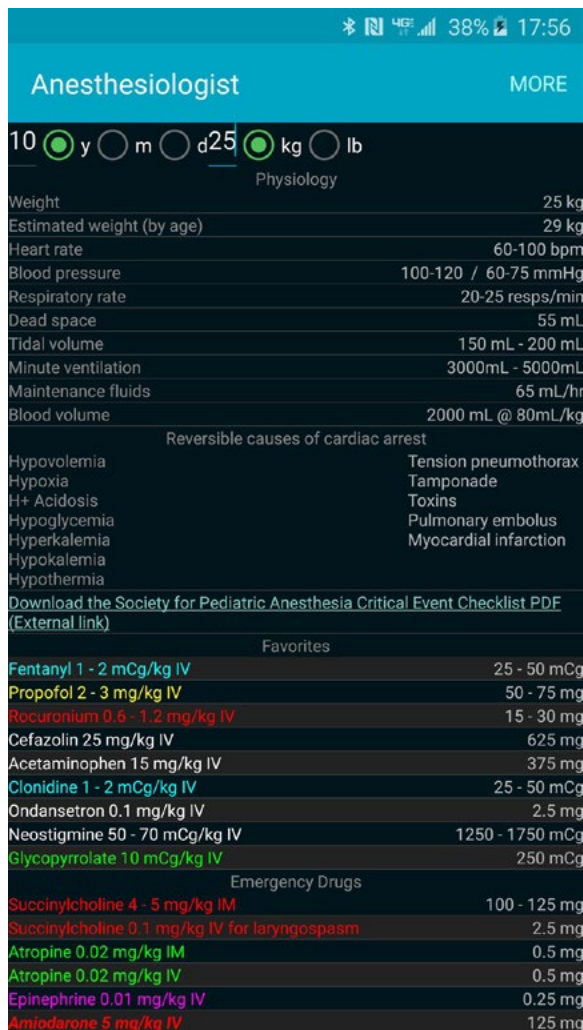 4GE 38% 17:56
Anesthesiologist MORE
10 y m d 25 kg lb
Physiology
Weight 25 kg
Estimated weight (by age) 29 kg
Heart rate 60-100 bpm
Blood pressure 100-120 / 60-75 mmHg
Respiratory rate 20-25 resps/min
Dead space 55 mL
Tidal volume 150 mL - 200 mL
Minute ventilation 3000mL - 5000mL
Maintenance fluids 65 mL/hr
Blood volume 2000 mL @ 80mL/kg
Reversible causes of cardiac arrest
Hypovolemia Tension pneumothorax
Hypoxia Tamponade
H+ Acidosis Toxins
Hypoglycemia Pulmonary embolus
Hyperkalemia Myocardial infarction
Hypokalemia
Hypothermia
Download the Society for Pediatric Anesthesia Critical Event Checklist PDF
(External link)
Favorites
Fentanyl 1 - 2 mCg/kg IV 25 - 50 mCg
Propofol 2 - 3 mg/kg IV 50 - 75 mg
Rocuronium 0.6 - 1.2 mg/kg IV 15 - 30 mg
Cefazolin 25 mg/kg IV 625 mg
Acetaminophen 15 mg/kg IV 375 mg
Clonidine 1 - 2 mCg/kg IV 25 - 50 mCg
Ondansetron 0.1 mg/kg IV 2.5 mg
Neostigmine 50 - 70 mCg/kg IV 1250 - 1750 mCg
Glycopyrrolate 10 mCg/kg IV 250 mCg
Emergency Drugs
Succinylcholine 4 - 5 mg/kg IM 100 - 125 mg
Succinylcholine 0.1 mg/kg IV for laryngospasm 2.5 mg
Atropine 0.02 mg/kg IM 0.5 mg
Atropine 0.02 mg/kg IV 0.5 mg
Epinephrine 0.01 mg/kg IV 0.25 mg
Amiodarone 5 mg/kg IV 125 mg